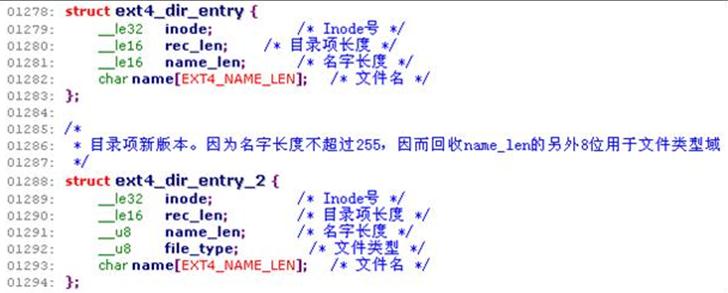 01278: struct ext4_dir_entry {
01279: __le32 inode; /* Inode号 */
01280: __le16 rec_len; /* 目录项长度 */
01281: __le16 name_len; /* 名字长度 */
01282: char name[EXT4_NAME_LEN]; /* 文件名 */
01283: };
01284:
01285: /*
01286: * 目录项新版本。因为名字长度不超过255，因而回收name_len的另外8位用于文件类型域
01287: */
01288: struct ext4_dir_entry_2 {
01289: __le32 inode; /* Inode号 */
01290: __le16 rec_len; /* 目录项长度 */
01291: __u8 name_len; /* 名字长度 */
01292: __u8 file_type; /* 文件类型 */
01293: char name[EXT4_NAME_LEN]; /* 文件名 */
01294: };